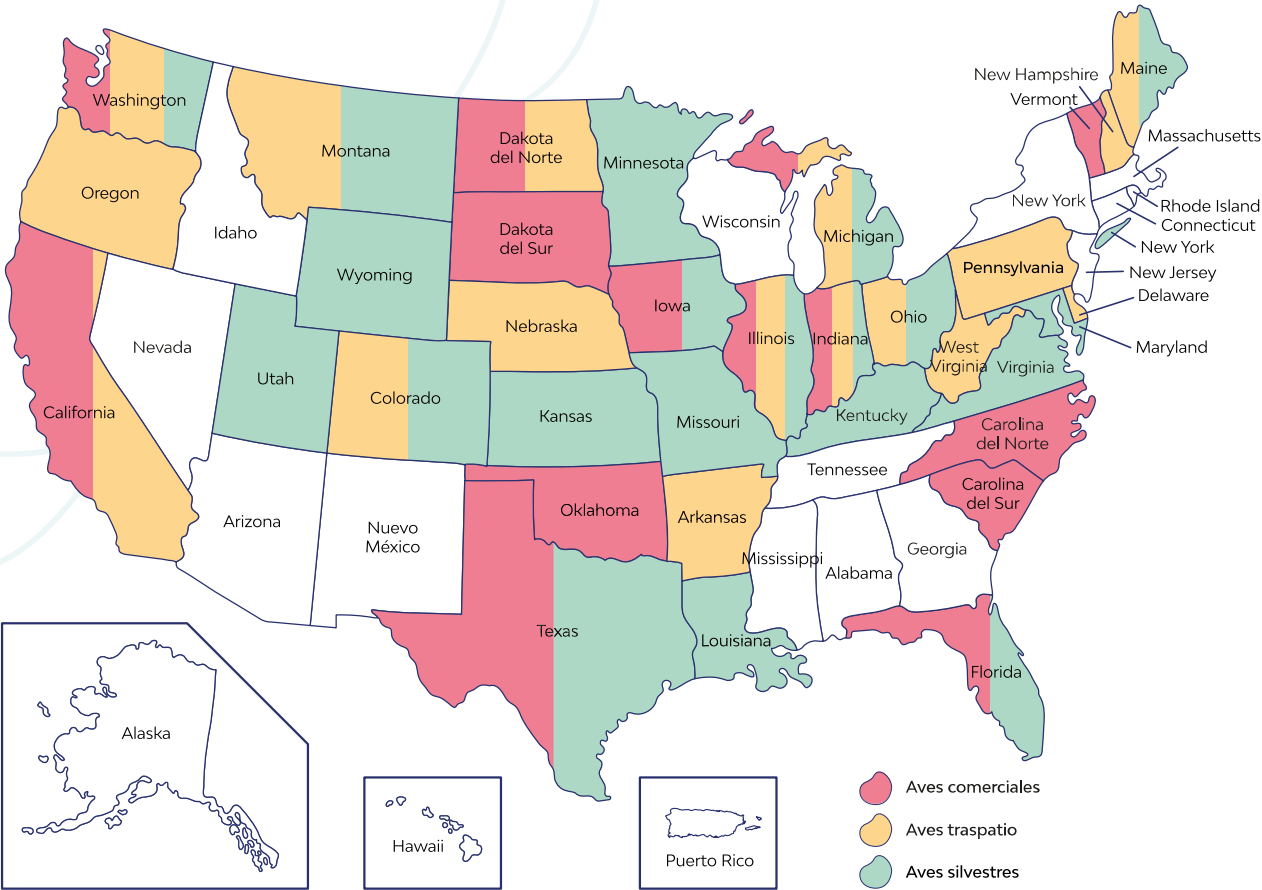 New Hampshire
Maine
Vermont
Washington
Massachusetts
Montana
Dakota
del Norte
Minnesota
Oregon
New York
Rhode Island
Wisconsin
Connecticut
Idaho
Dakota
del Sur
Michigan
New York
Wyoming
Pennsylvania
New Jersey
Delaware
Iowa
Ohio
Nebraska
Illinois
Indiana
Nevada
West
Virginia
Maryland
Utah
Virginia
Colorado
California
Kansas
Missouri
Kentucky
Carolina
del Norte
Tennessee
Carolina
del Sur
Oklahoma
Arkansas
Arizona
Nuevo
México
Georgia
Mississippi
Alabama
Texas
Louisiana
Florida
Alaska
Aves comerciales
Aves traspatio
Hawaii
Puerto Rico
Aves silvestres